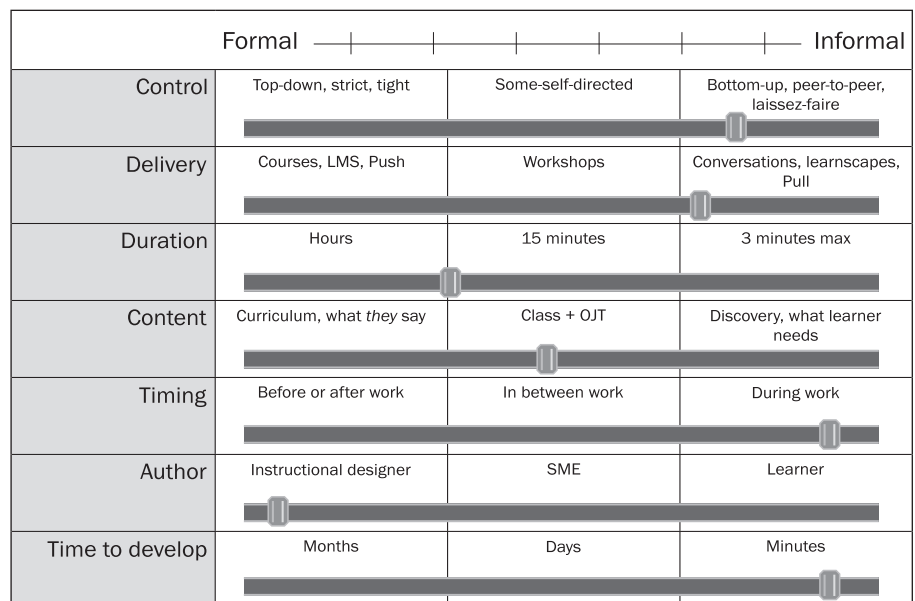 Formal Informal
Control Top-down, strict, tight Some-self-directed Bottom-up, peer-to-peer,
laissez-faire
Delivery Courses, LMS, Push Workshops Conversations, learnscapes,
Pull
Duration Hours 15 minutes 3 minutes max
Content Curriculum, what they say Class + OJT Discovery, what learner
needs
Timing Before or after work In between work During work
Author Instructional designer SME Learner
Time to develop Months Days Minutes